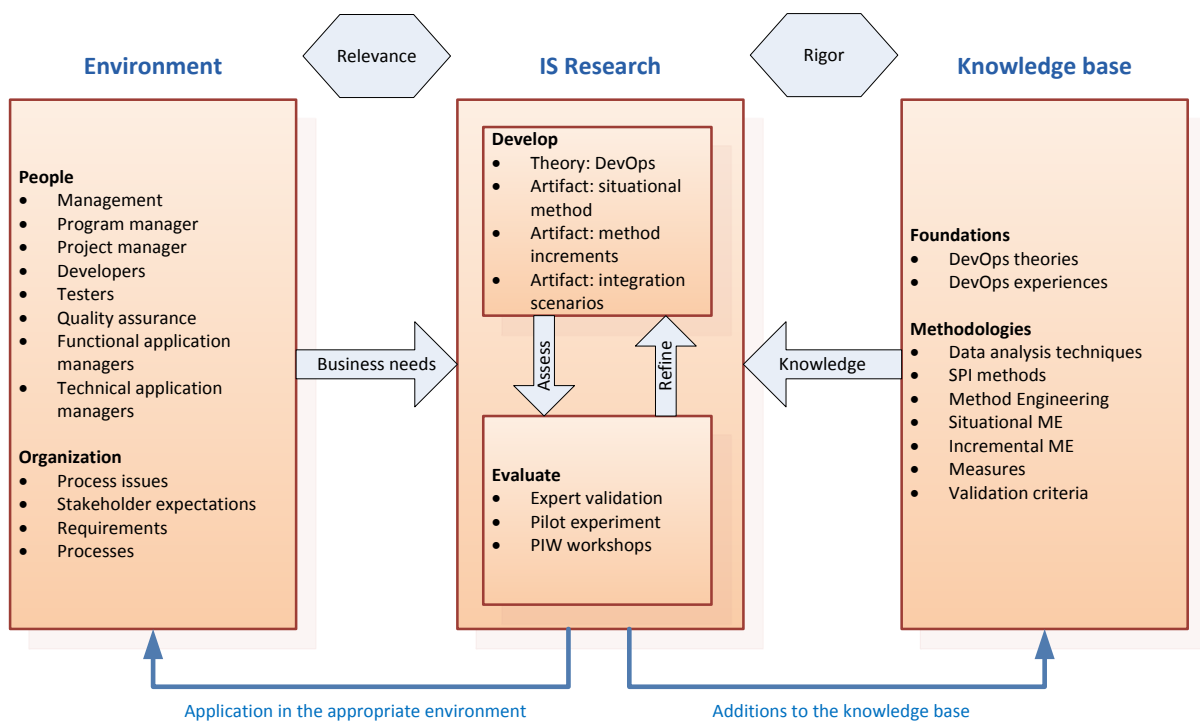 Relevance
Rigor
Environment
IS Research
Knowledge base
People
• Management
• Program manager
• Project manager
• Developers
• Testers
• Quality assurance
• Functional application
managers
• Technical application
managers
Organization
• Process issues
• Stakeholder expectations
• Requirements
• Processes
Business needs
Develop
• Theory: DevOps
• Artifact: situational
method
• Artifact: method
increments
• Artifact: integration
scenarios
Assess
Refine
Evaluate
• Expert validation
• Pilot experiment
• PIW workshops
Knowledge
Foundations
• DevOps theories
• DevOps experiences
Methodologies
• Data analysis techniques
• SPI methods
• Method Engineering
• Situational ME
• Incremental ME
• Measures
• Validation criteria
Application in the appropriate environment
Additions to the knowledge base